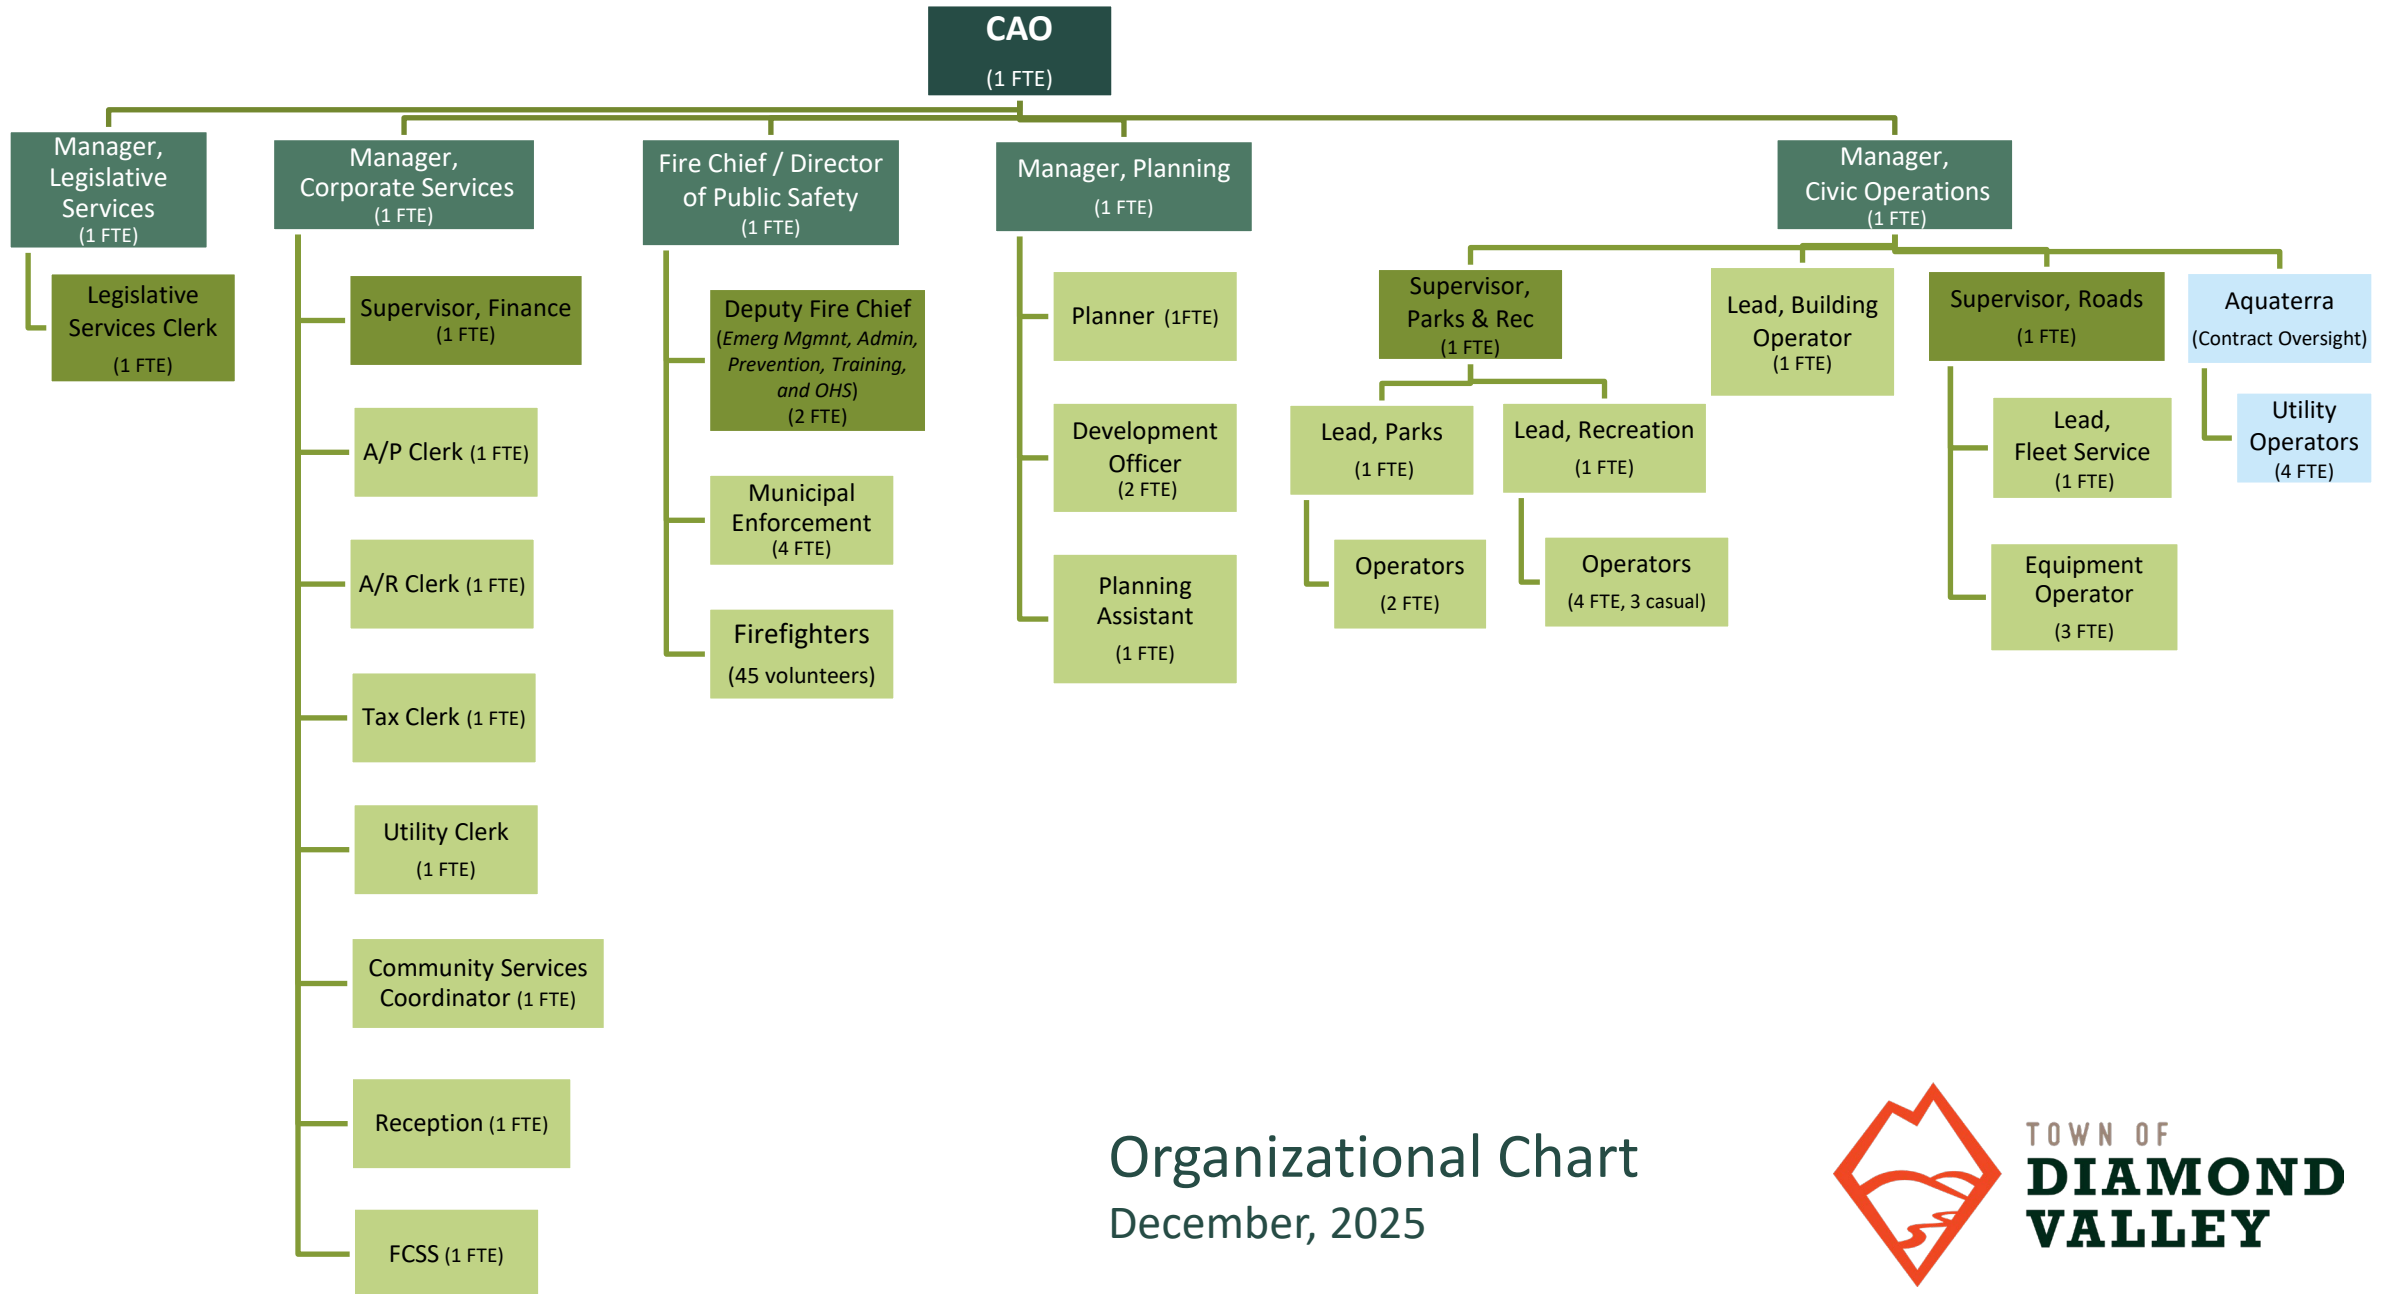 CAO
(1 FTE)
Manager,
Legislative
Services
(1 FTE)
Legislative
Services Clerk
(1 FTE)
Manager,
Corporate Services
(1 FTE)
Supervisor, Finance
(1 FTE)
A/P Clerk (1 FTE)
A/R Clerk (1 FTE)
Tax Clerk (1 FTE)
Utility Clerk
(1 FTE)
Community Services
Coordinator (1 FTE)
Reception (1 FTE)
FCSS (1 FTE)
Fire Chief / Director
of Public Safety
(1 FTE)
Deputy Fire Chief
(Emerg Mgmnt, Admin,
Prevention, Training,
and OHS)
(2 FTE)
Municipal
Enforcement
(4 FTE)
Firefighters
(45 volunteers)
Manager, Planning
(1 FTE)
Planner (1FTE)
Development
Officer
(2 FTE)
Planning
Assistant
(1 FTE)
Manager,
Civic Operations
(1 FTE)
Supervisor,
Parks & Rec
(1 FTE)
Lead, Parks
(1 FTE)
Operators
(2 FTE)
Lead, Recreation
(1 FTE)
Operators
(4 FTE, 3 casual)
Lead, Building
Operator
(1 FTE)
Supervisor, Roads
(1 FTE)
Lead,
Fleet Service
(1 FTE)
Equipment
Operator
(3 FTE)
Aquaterra
(Contract Oversight)
Utility
Operators
(4 FTE)
Organizational Chart
December, 2025
TOWN OF
DIAMOND
VALLEY